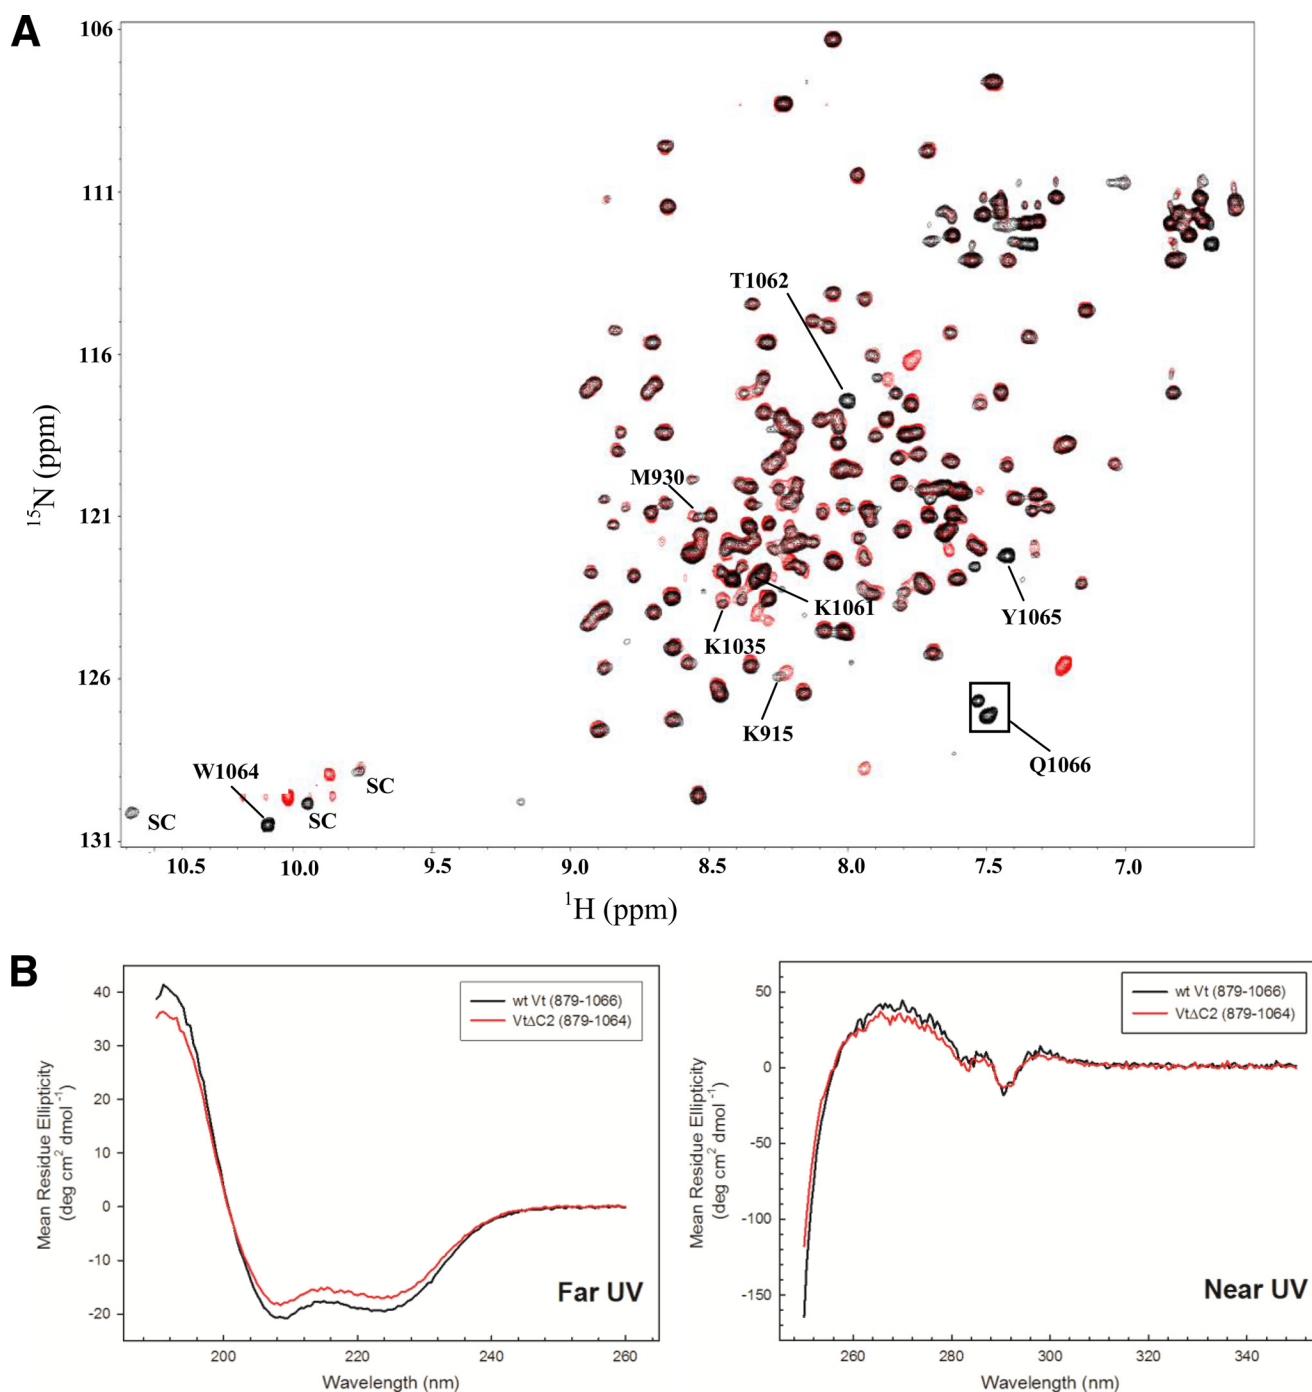 A
106
111
116
121
126
131
¹⁵N (ppm)
T1062
M930
K1061
K1035
Y1065
K915
Q1066
W1064
SC
SC
SC
10.5
10.0
9.5
9.0
8.5
8.0
7.5
7.0
¹H (ppm)
B
40
30
20
10
0
-10
-20
Mean Residue Ellipticity
(deg cm² dmol⁻¹)
wt Vt (879-1066)
VtΔC2 (879-1064)
Far UV
200
220
240
260
Wavelength (nm)
50
0
-50
-100
-150
Mean Residue Ellipticity
(deg cm² dmol⁻¹)
wt Vt (879-1066)
VtΔC2 (879-1064)
Near UV
260
280
300
320
340
Wavelength (nm)